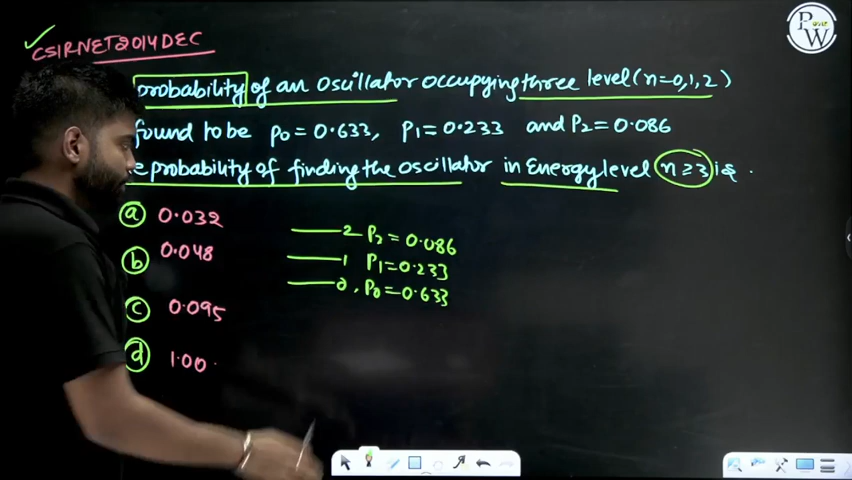 CSIRNET2014DEC
probability of an Oscillator occupying three level (n=0,1,2)
found to be p0 = 0.633, p1 = 0.233 and P2 = 0.086
e probability of finding the oscillator in Energy level n≥3 is .
a 0.032
b 0.048
c 0.095
d 1.00
2 P2 = 0.086
1 P1 = 0.233
0, P0 = 0.633
P
W